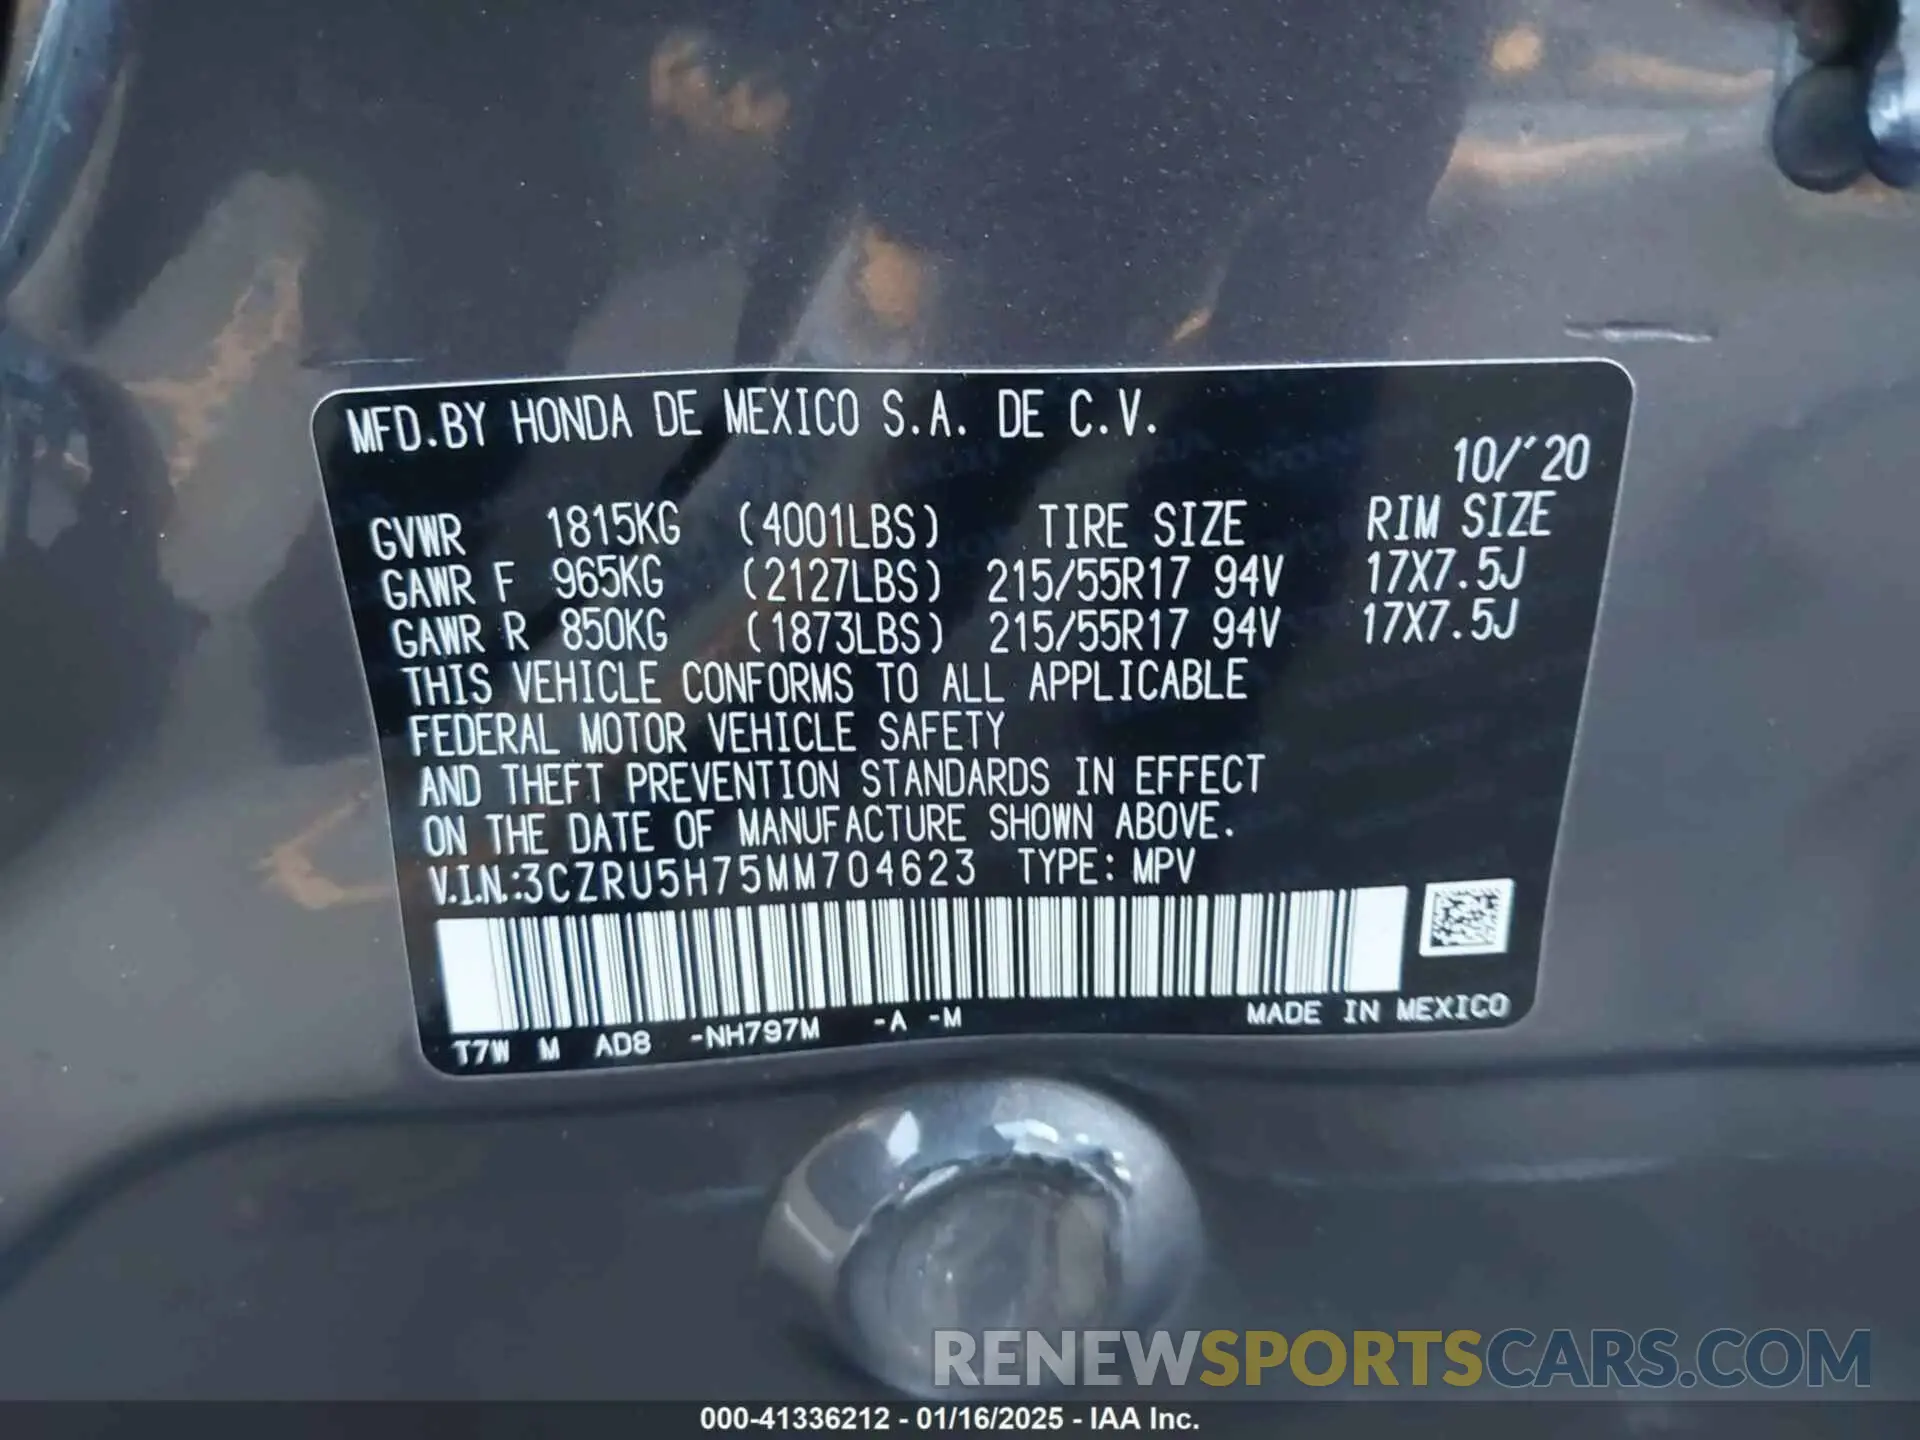 MFD.BY HONDA DE MEXICO S.A. DE C.V.
10/'20
GVWR 1815KG (4001LBS) TIRE SIZE RIM SIZE
GAWR F 965KG (2127LBS) 215/55R17 94V 17X7.5J
GAWR R 850KG (1873LBS) 215/55R17 94V 17X7.5J
THIS VEHICLE CONFORMS TO ALL APPLICABLE
FEDERAL MOTOR VEHICLE SAFETY
AND THEFT PREVENTION STANDARDS IN EFFECT
ON THE DATE OF MANUFACTURE SHOWN ABOVE.
V.I.N.:3CZRU5H75MM704623 TYPE: MPV
T7W M AD8 -NH797M -A -M MADE IN MEXICO
RENEWSPORTSCARS.COM
000-41336212 - 01/16/2025 - IAA Inc.